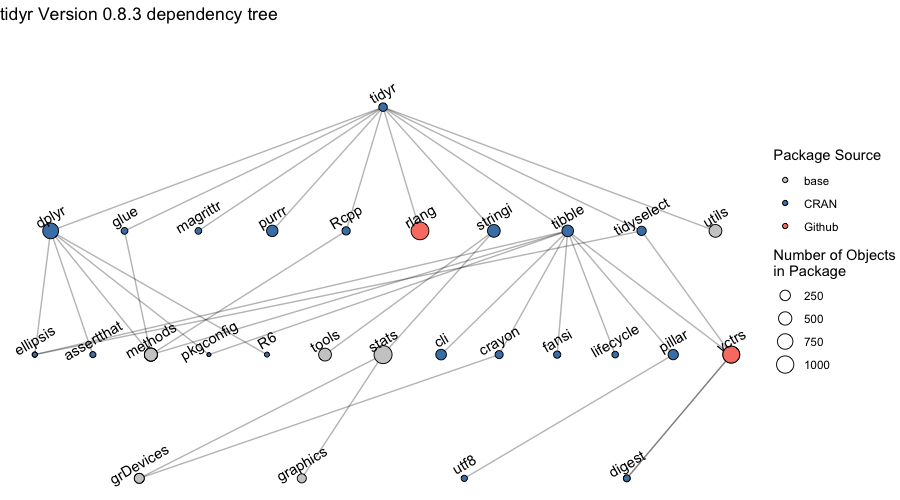 tidyr Version 0.8.3 dependency tree
tidyr
dplyr
glue
magrittr
purrr
Rcpp
rlang
stringi
tibble
tidyselect
utils
ellipsis
assertthat
methods
pkgconfig
R6
tools
stats
cli
crayon
fansi
lifecycle
pillar
vctrs
grDevices
graphics
utf8
digest
Package Source
base
CRAN
Github
Number of Objects
in Package
250
500
750
1000